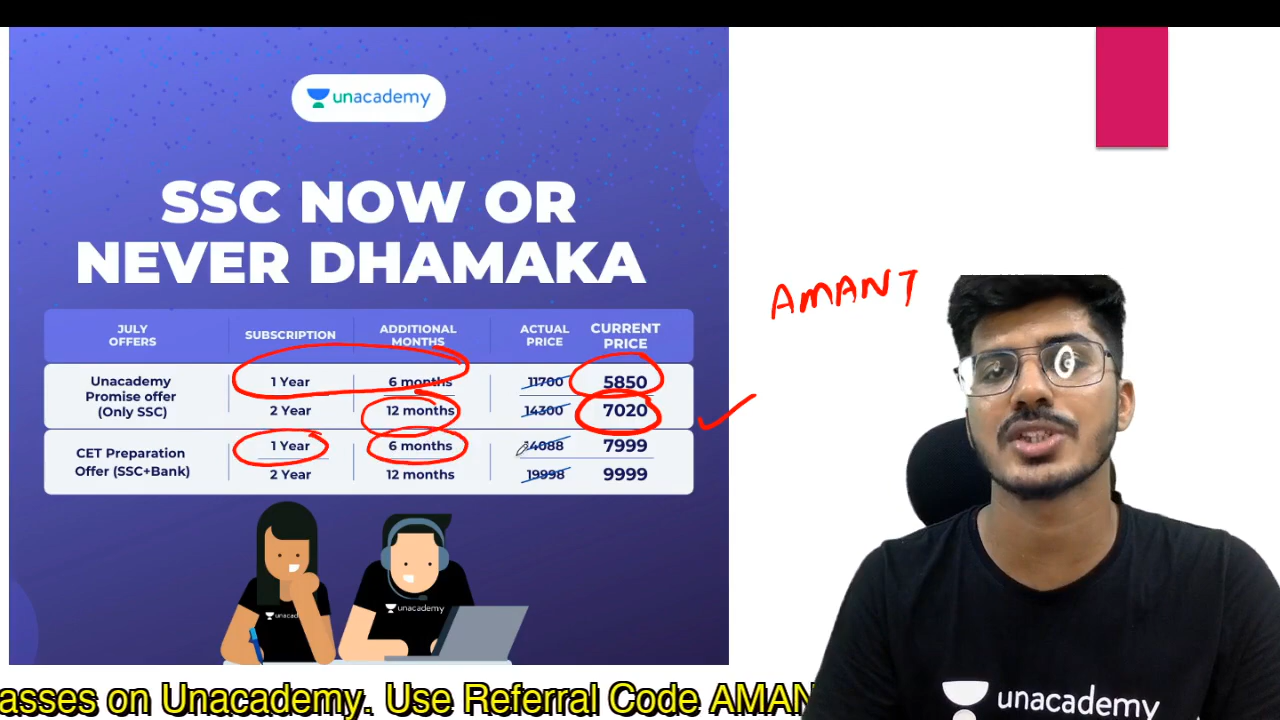 unacademy
SSC NOW OR
NEVER DHAMAKA
JULY OFFERS SUBSCRIPTION ADDITIONAL MONTHS ACTUAL PRICE CURRENT PRICE
Unacademy Promise offer (Only SSC)
1 Year 6 months 11700 5850
2 Year 12 months 14300 7020
CET Preparation Offer (SSC+Bank)
1 Year 6 months 14088 7999
2 Year 12 months 19998 9999
AMAN7
unacademy
unacademy
asses on Unacademy. Use Referral Code AMAN